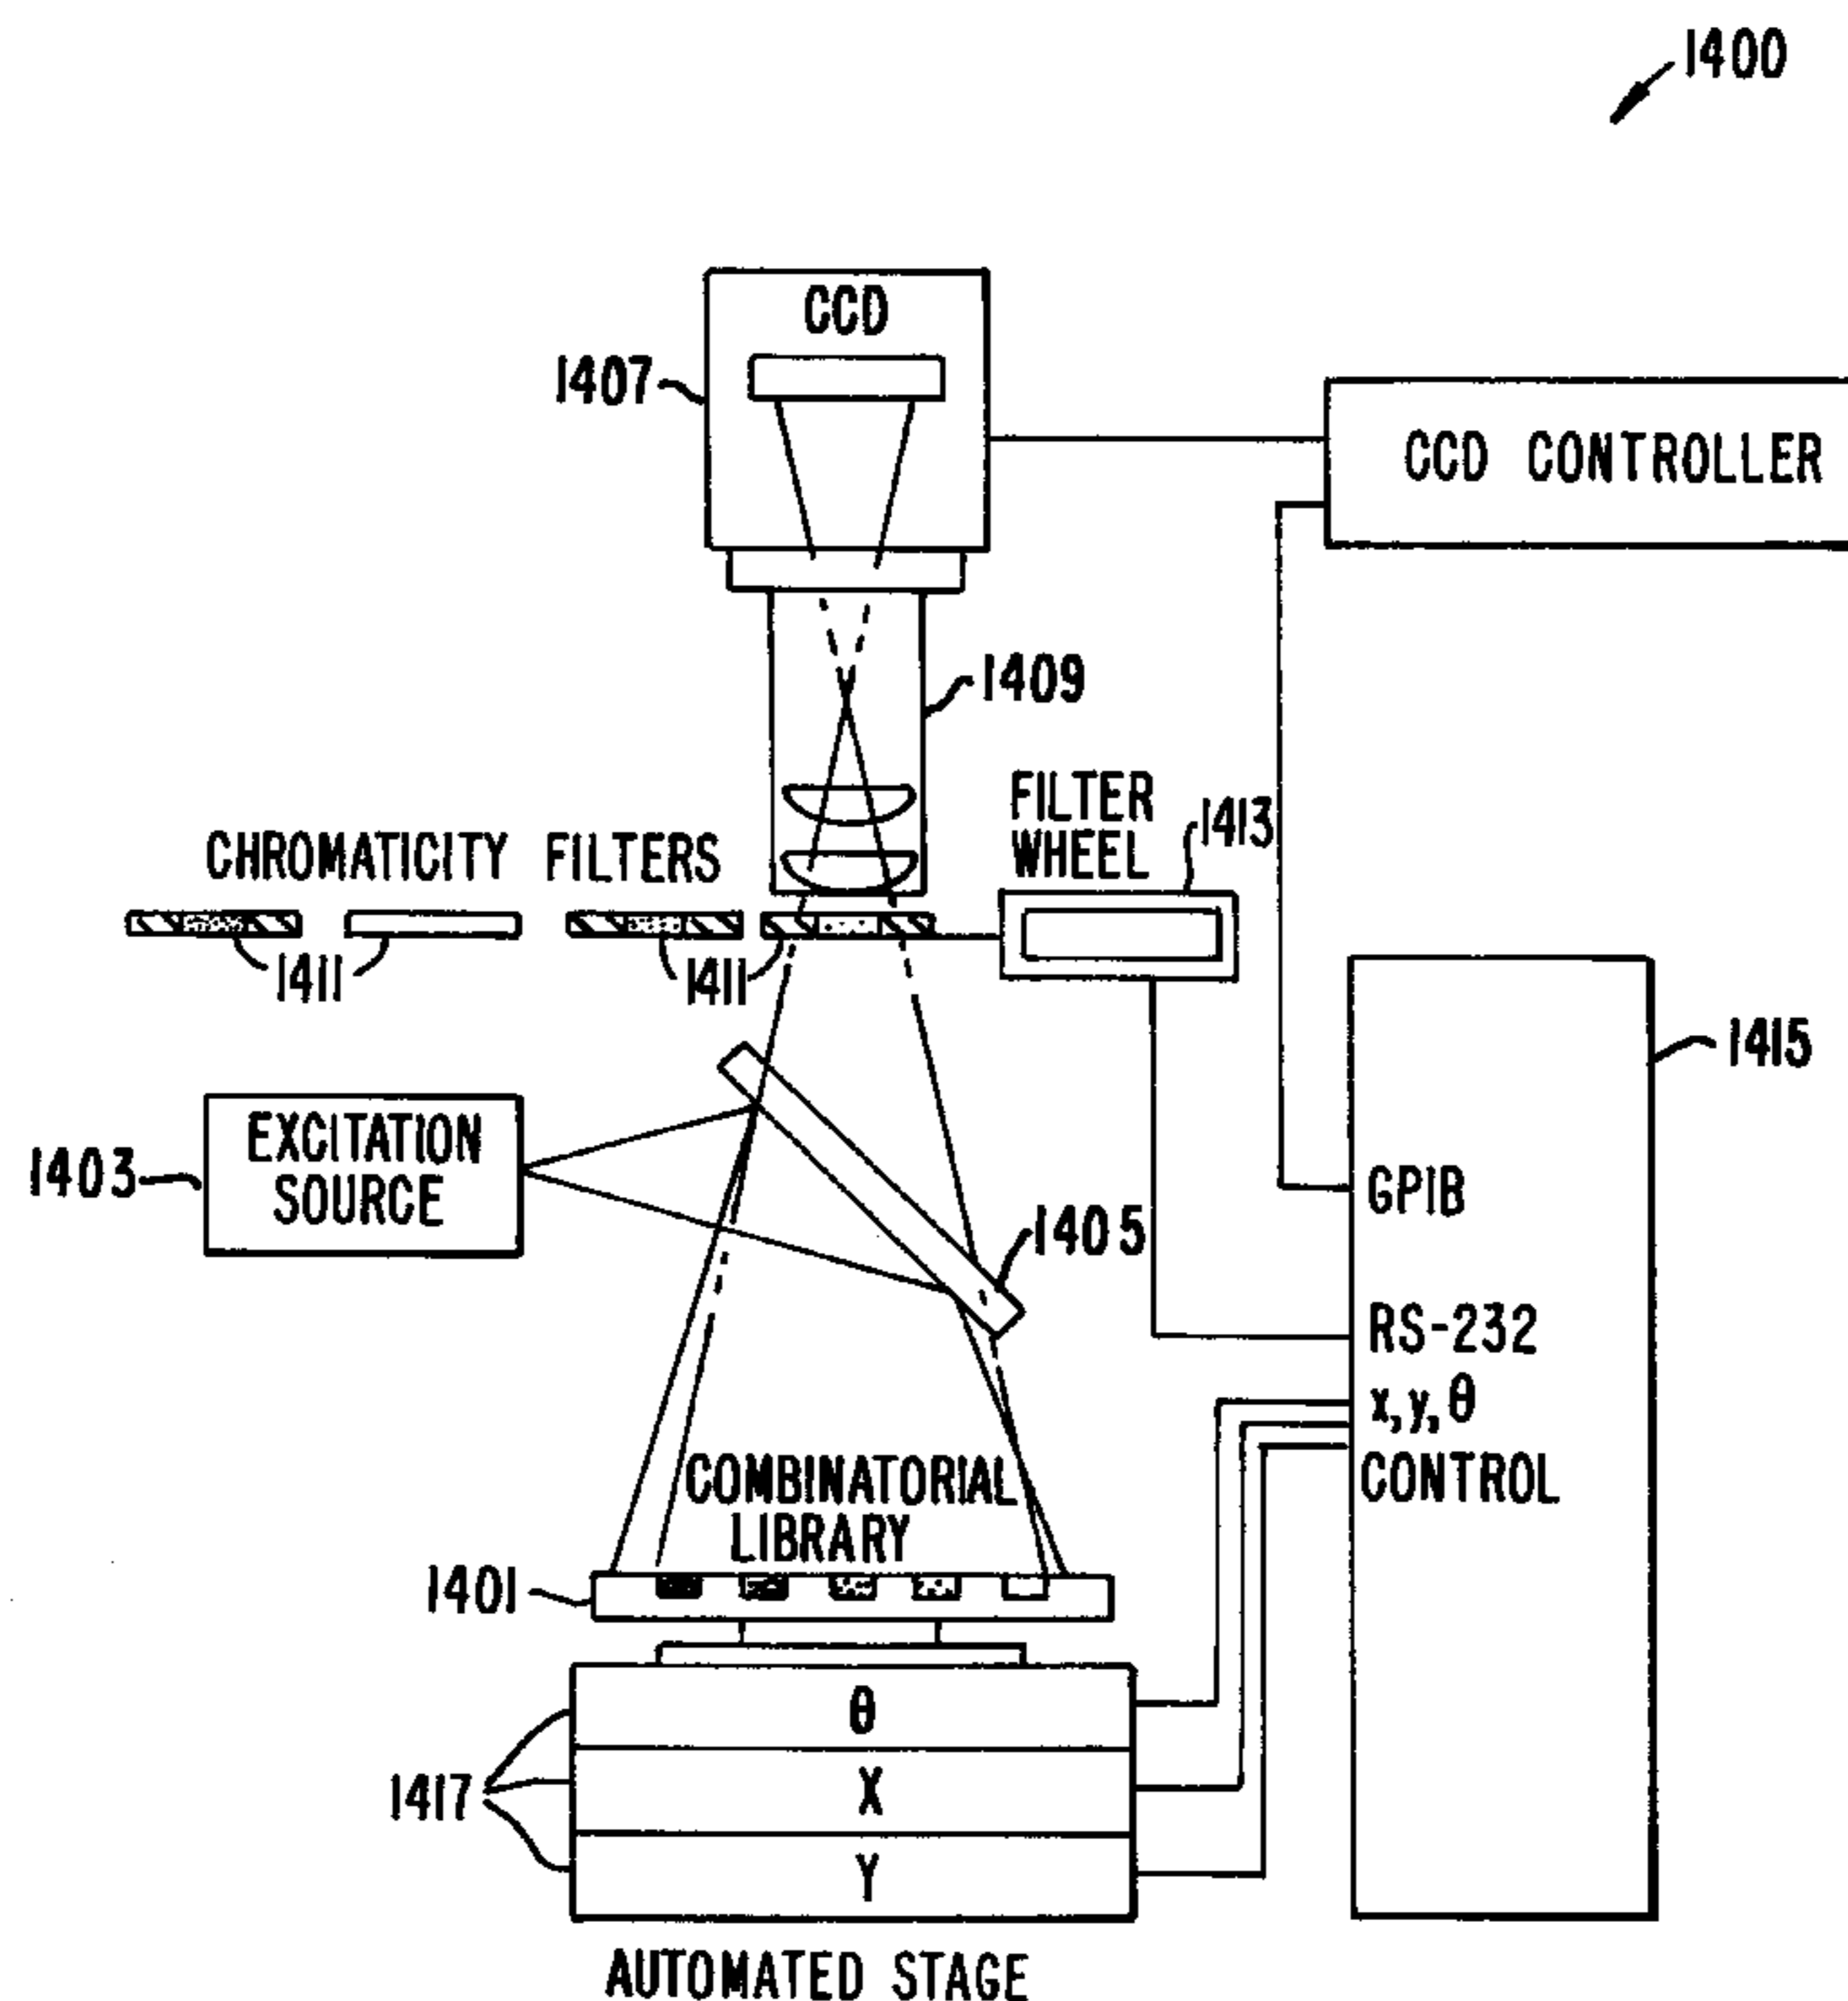 1400
CCD
1407
CCD CONTROLLER
1409
FILTER
WHEEL
1413
CHROMATICITY FILTERS
1411
1411
1415
EXCITATION
SOURCE
1403
GPIB
1405
RS-232
x, y, θ
CONTROL
COMBINATORIAL
LIBRARY
1401
θ
X
1417
Y
AUTOMATED STAGE